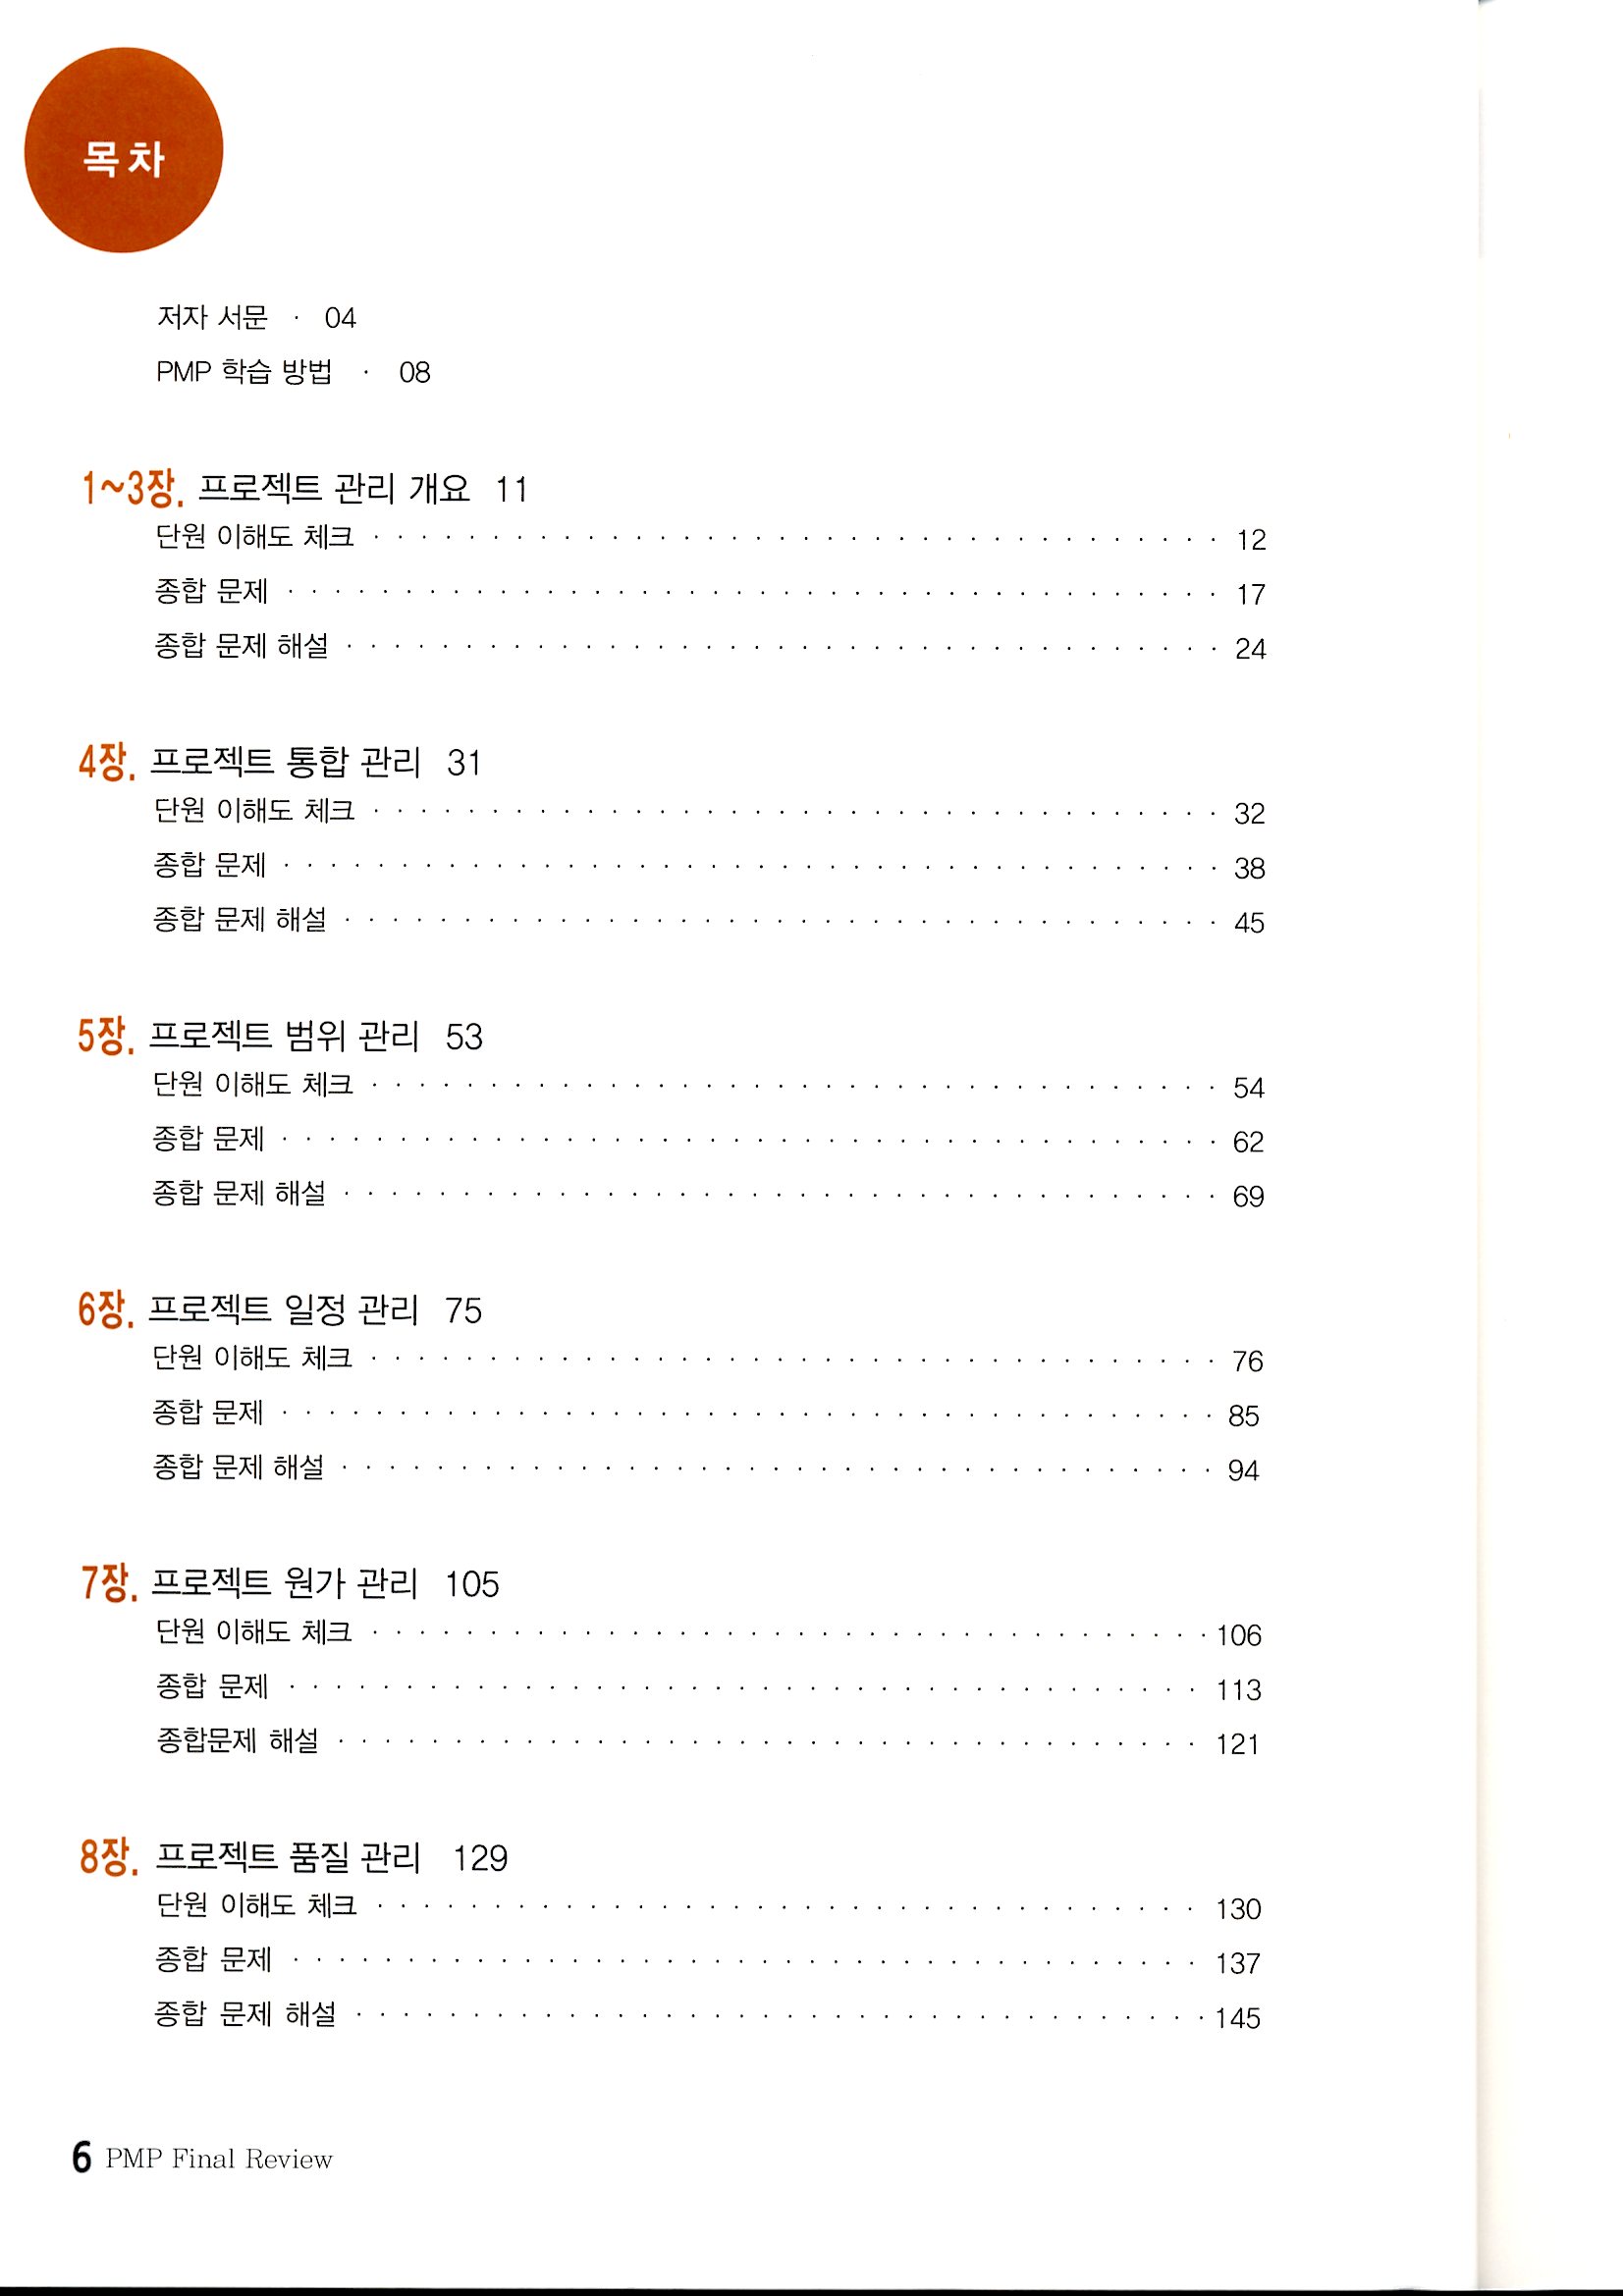 목차
저자 서문 · 04
PMP 학습 방법 · 08
1~3장. 프로젝트 관리 개요 11
단원 이해도 체크 12
종합 문제 17
종합 문제 해설 24
4장. 프로젝트 통합 관리 31
단원 이해도 체크 32
종합 문제 38
종합 문제 해설 45
5장. 프로젝트 범위 관리 53
단원 이해도 체크 54
종합 문제 62
종합 문제 해설 69
6장. 프로젝트 일정 관리 75
단원 이해도 체크 76
종합 문제 85
종합 문제 해설 94
7장. 프로젝트 원가 관리 105
단원 이해도 체크 106
종합 문제 113
종합문제 해설 121
8장. 프로젝트 품질 관리 129
단원 이해도 체크 130
종합 문제 137
종합 문제 해설 145
6 PMP Final Review